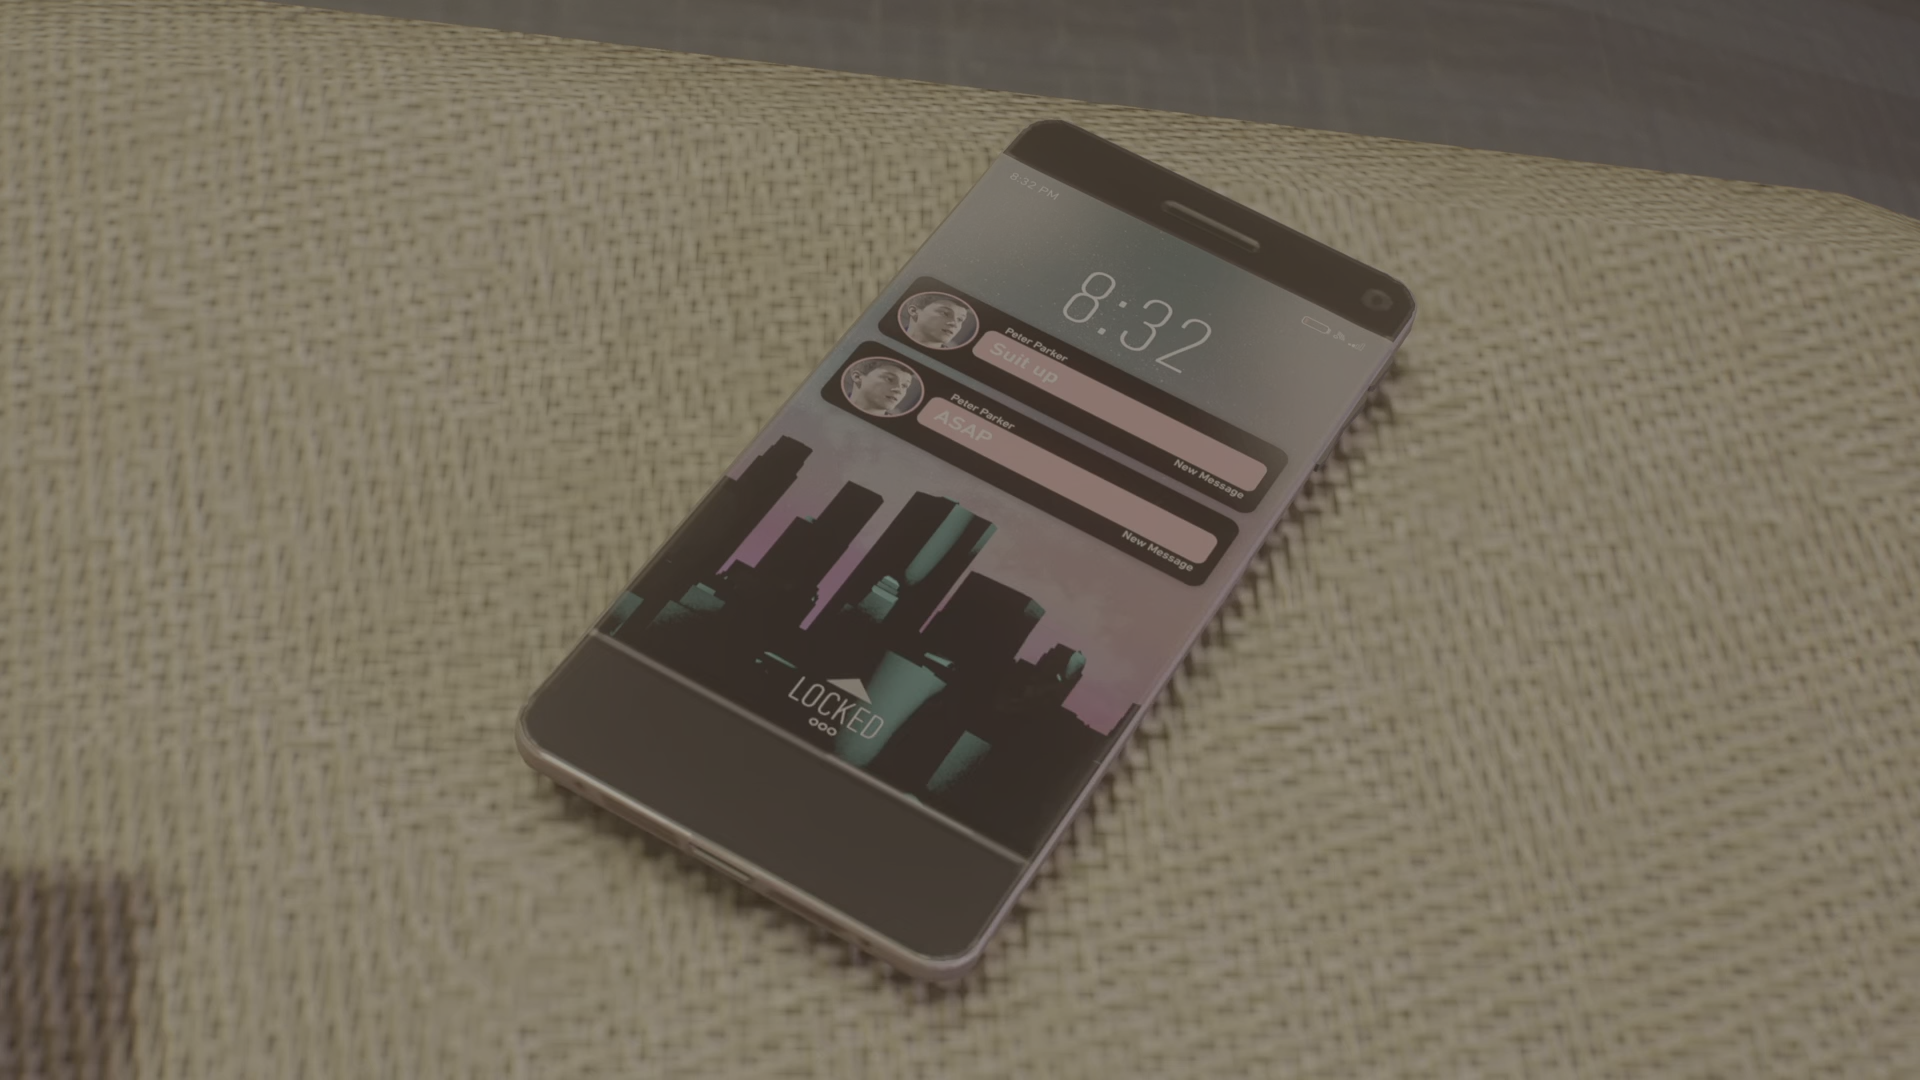 8:32 PM
8:32
Peter Parker
Suit up
New Message
Peter Parker
ASAP
New Message
LOCKED